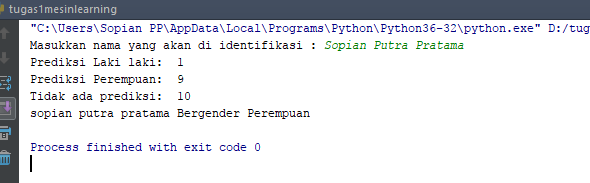 tugas1mesinlearning
"C:\Users\Sopian PP\AppData\Local\Programs\Python\Python36-32\python.exe" D:/tug
Masukkan nama yang akan di identifikasi : Sopian Putra Pratama
Prediksi Laki laki:  1
Prediksi Perempuan:  9
Tidak ada prediksi:  10
sopian putra pratama Bergender Perempuan
Process finished with exit code 0